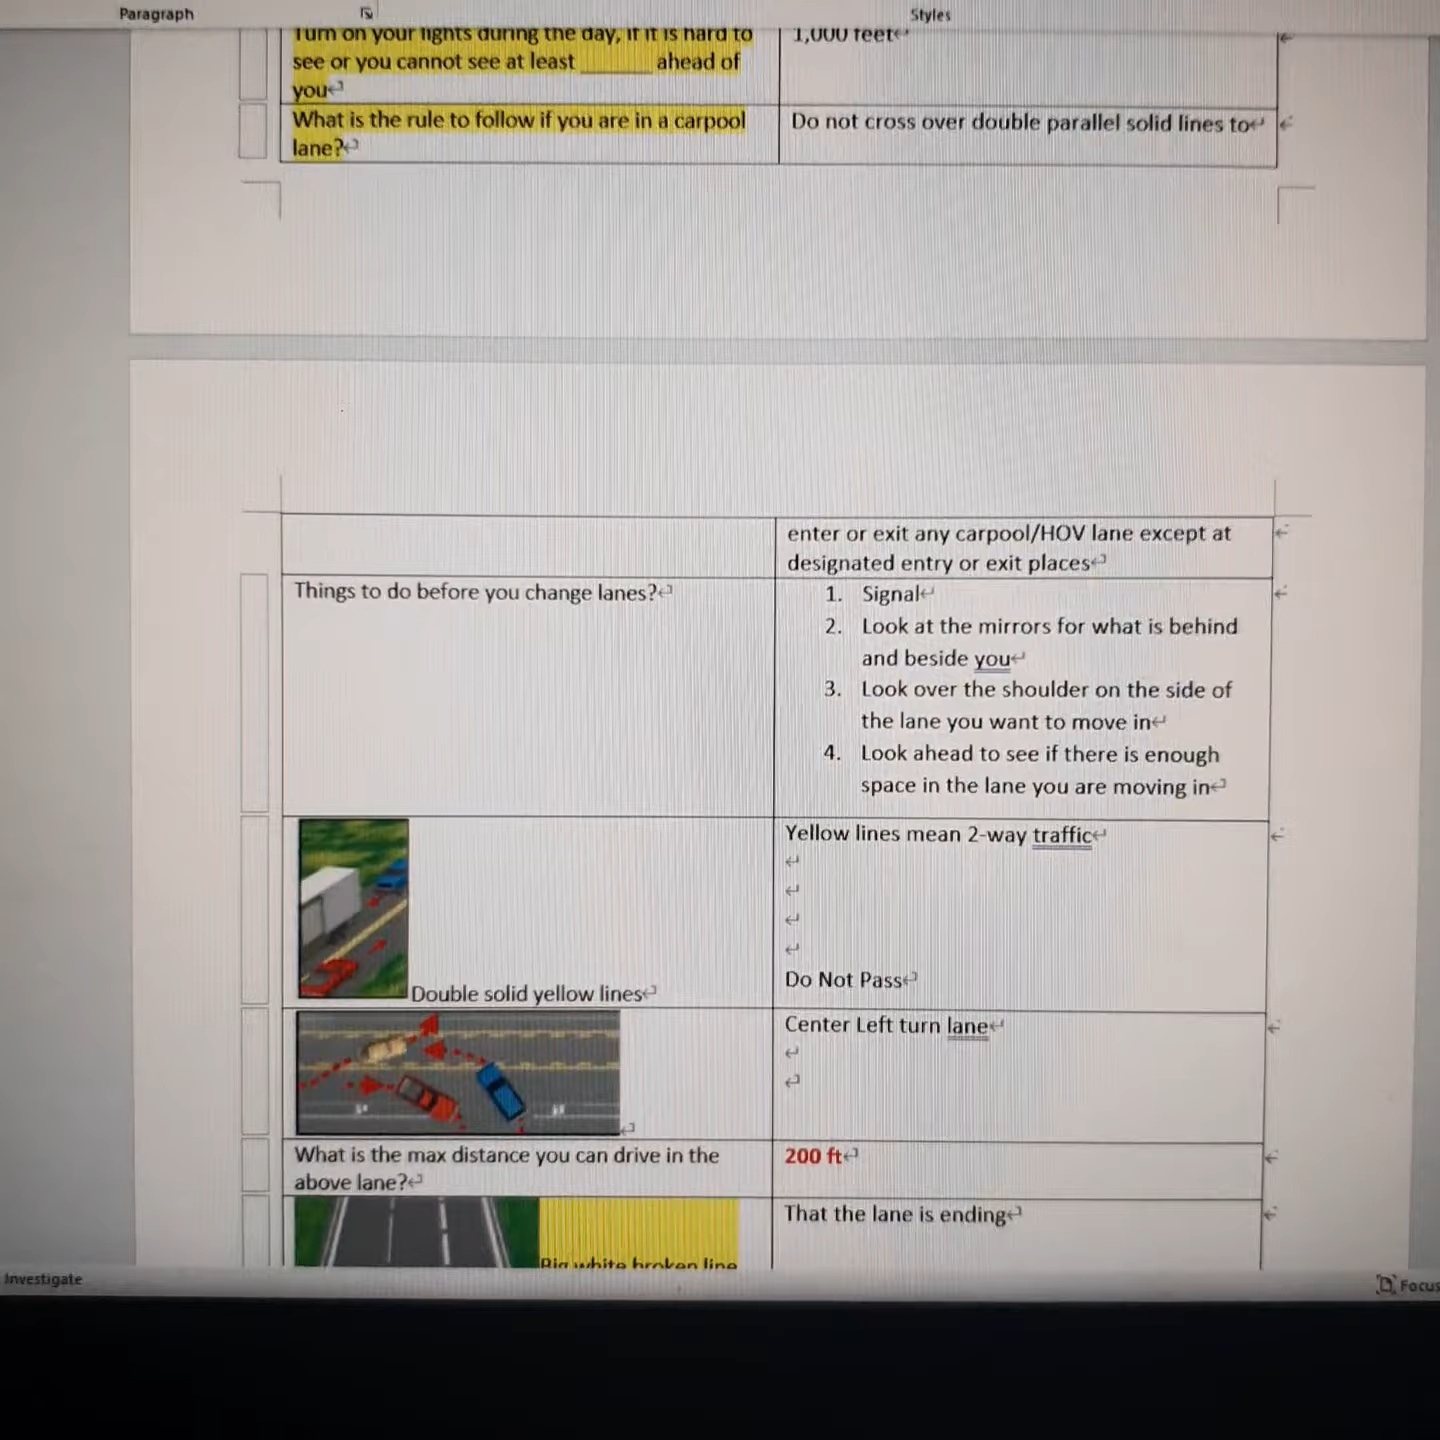 Paragraph
Styles
Turn on your lights during the day, if it is hard to
see or you cannot see at least ______ ahead of
you
1,000 feet
What is the rule to follow if you are in a carpool
lane?
Do not cross over double parallel solid lines to
enter or exit any carpool/HOV lane except at
designated entry or exit places
Things to do before you change lanes?
1. Signal
2. Look at the mirrors for what is behind
and beside you
3. Look over the shoulder on the side of
the lane you want to move in
4. Look ahead to see if there is enough
space in the lane you are moving in
Double solid yellow lines
Yellow lines mean 2-way traffic
Do Not Pass
Center Left turn lane
What is the max distance you can drive in the
above lane?
200 ft
Big white broken line
That the lane is ending
Investigate
Focus